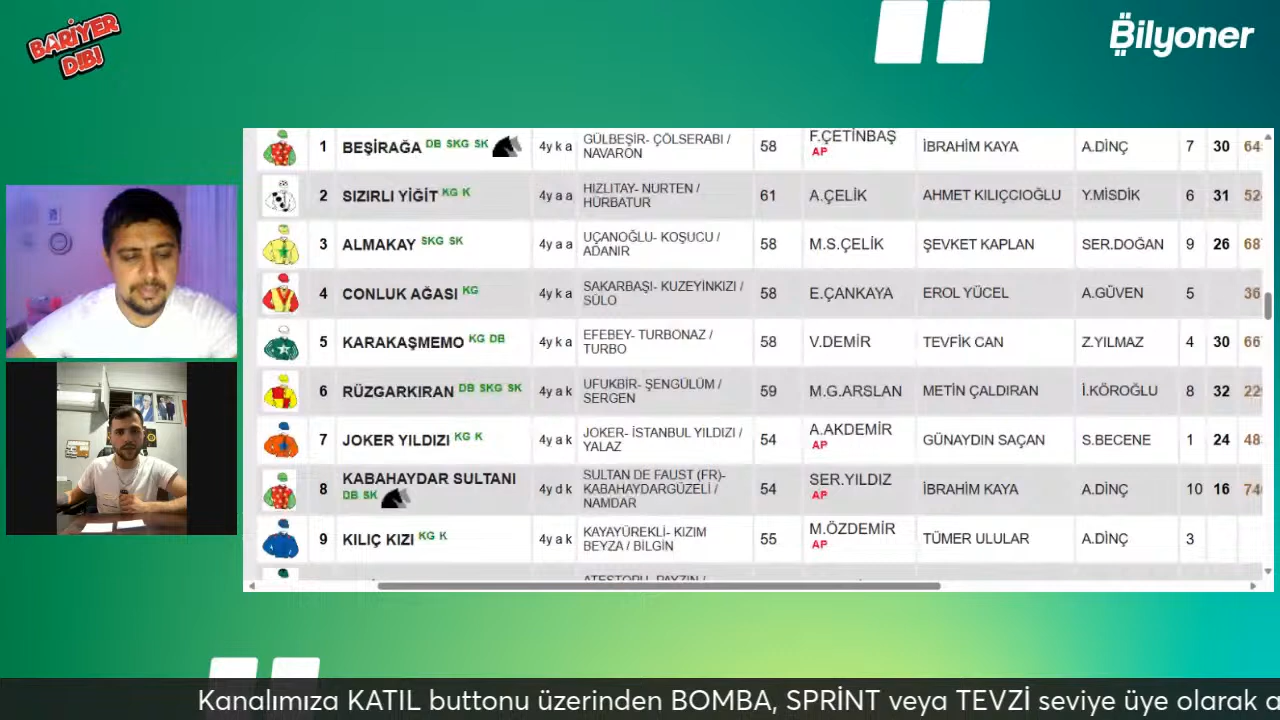 BARİYER
DİBİ
Bilyoner
1 BEŞİRAĞA DB SKG SK 4y k a GÜLBEŞİR- ÇÖLSERABI / NAVARON 58 F.ÇETİNBAŞ AP İBRAHİM KAYA A.DİNÇ 7 30
2 SIZIRLI YİĞİT KG K 4y a a HIZLITAY- NURTEN / HÜRBATUR 61 A.ÇELİK AHMET KILIÇCIOĞLU Y.MİSDİK 6 31
3 ALMAKAY SKG SK 4y a a UÇANOĞLU- KOŞUCU / ADANIR 58 M.S.ÇELİK ŞEVKET KAPLAN SER.DOĞAN 9 26
4 CONLUK AĞASI KG 4y k a SAKARBAŞI- KUZEYİNKIZI / SÜLO 58 E.ÇANKAYA EROL YÜCEL A.GÜVEN 5
5 KARAKAŞMEMO KG DB 4y k a EFEBEY- TURBONAZ / TURBO 58 V.DEMİR TEVFİK CAN Z.YILMAZ 4 30
6 RÜZGARKIRAN DB SKG SK 4y a k UFUKBİR- ŞENGÜLÜM / SERGEN 59 M.G.ARSLAN METİN ÇALDIRAN İ.KÖROĞLU 8 32
7 JOKER YILDIZI KG K 4y a k JOKER- İSTANBUL YILDIZI / YALAZ 54 A.AKDEMİR AP GÜNAYDIN SAÇAN S.BECENE 1 24
8 KABAHAYDAR SULTANI DB SK 4y d k SULTAN DE FAUST (FR)- KABAHAYDARGÜZELİ / NAMDAR 54 SER.YILDIZ AP İBRAHİM KAYA A.DİNÇ 10 16
9 KILIÇ KIZI KG K 4y a k KAYAYÜREKLİ- KIZIM BEYZA / BİLGİN 55 M.ÖZDEMİR AP TÜMER ULULAR A.DİNÇ 3
Kanalımıza KATIL buttonu üzerinden BOMBA, SPRİNT veya TEVZİ seviye üye olarak